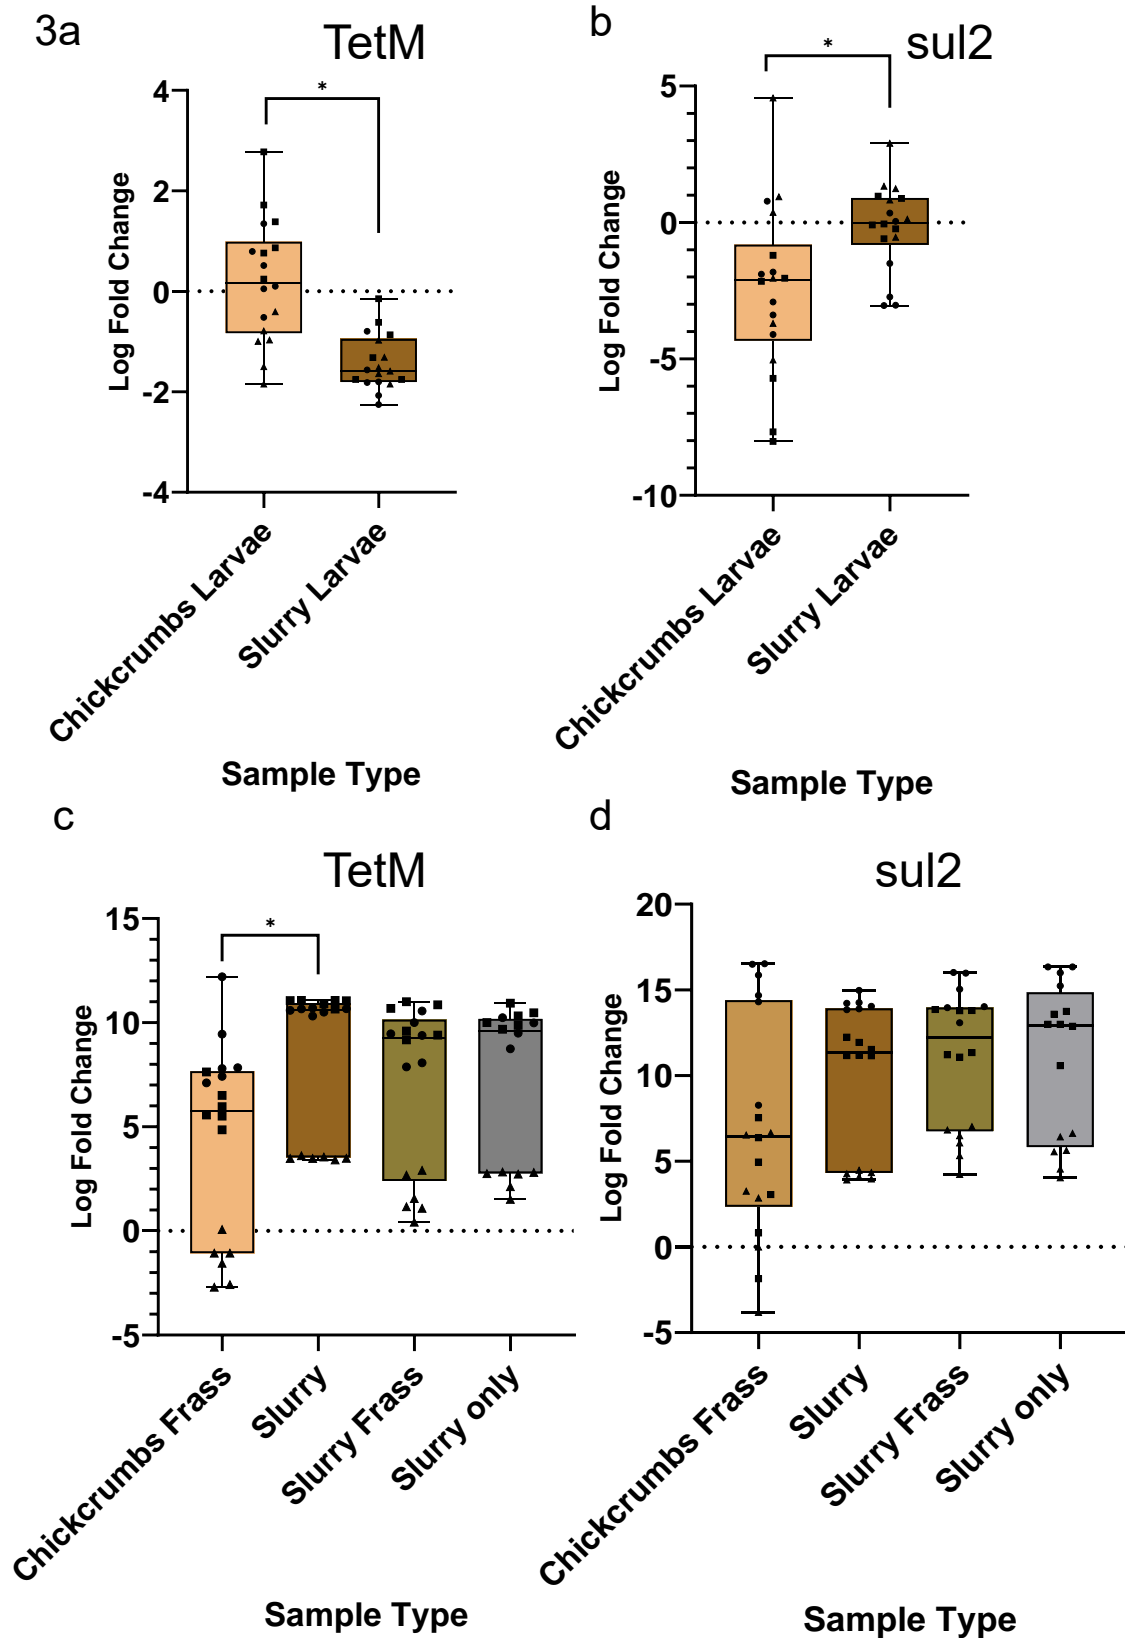 3a
TetM
*
4
2
0
-2
-4
Log Fold Change
Chickcrumbs Larvae
Slurry Larvae
Sample Type
b
sul2
*
5
0
-5
-10
Log Fold Change
Chickcrumbs Larvae
Slurry Larvae
Sample Type
c
TetM
*
15
10
5
0
-5
Log Fold Change
Chickcrumbs Frass
Slurry
Slurry Frass
Slurry only
Sample Type
d
sul2
20
15
10
5
0
-5
Log Fold Change
Chickcrumbs Frass
Slurry
Slurry Frass
Slurry only
Sample Type